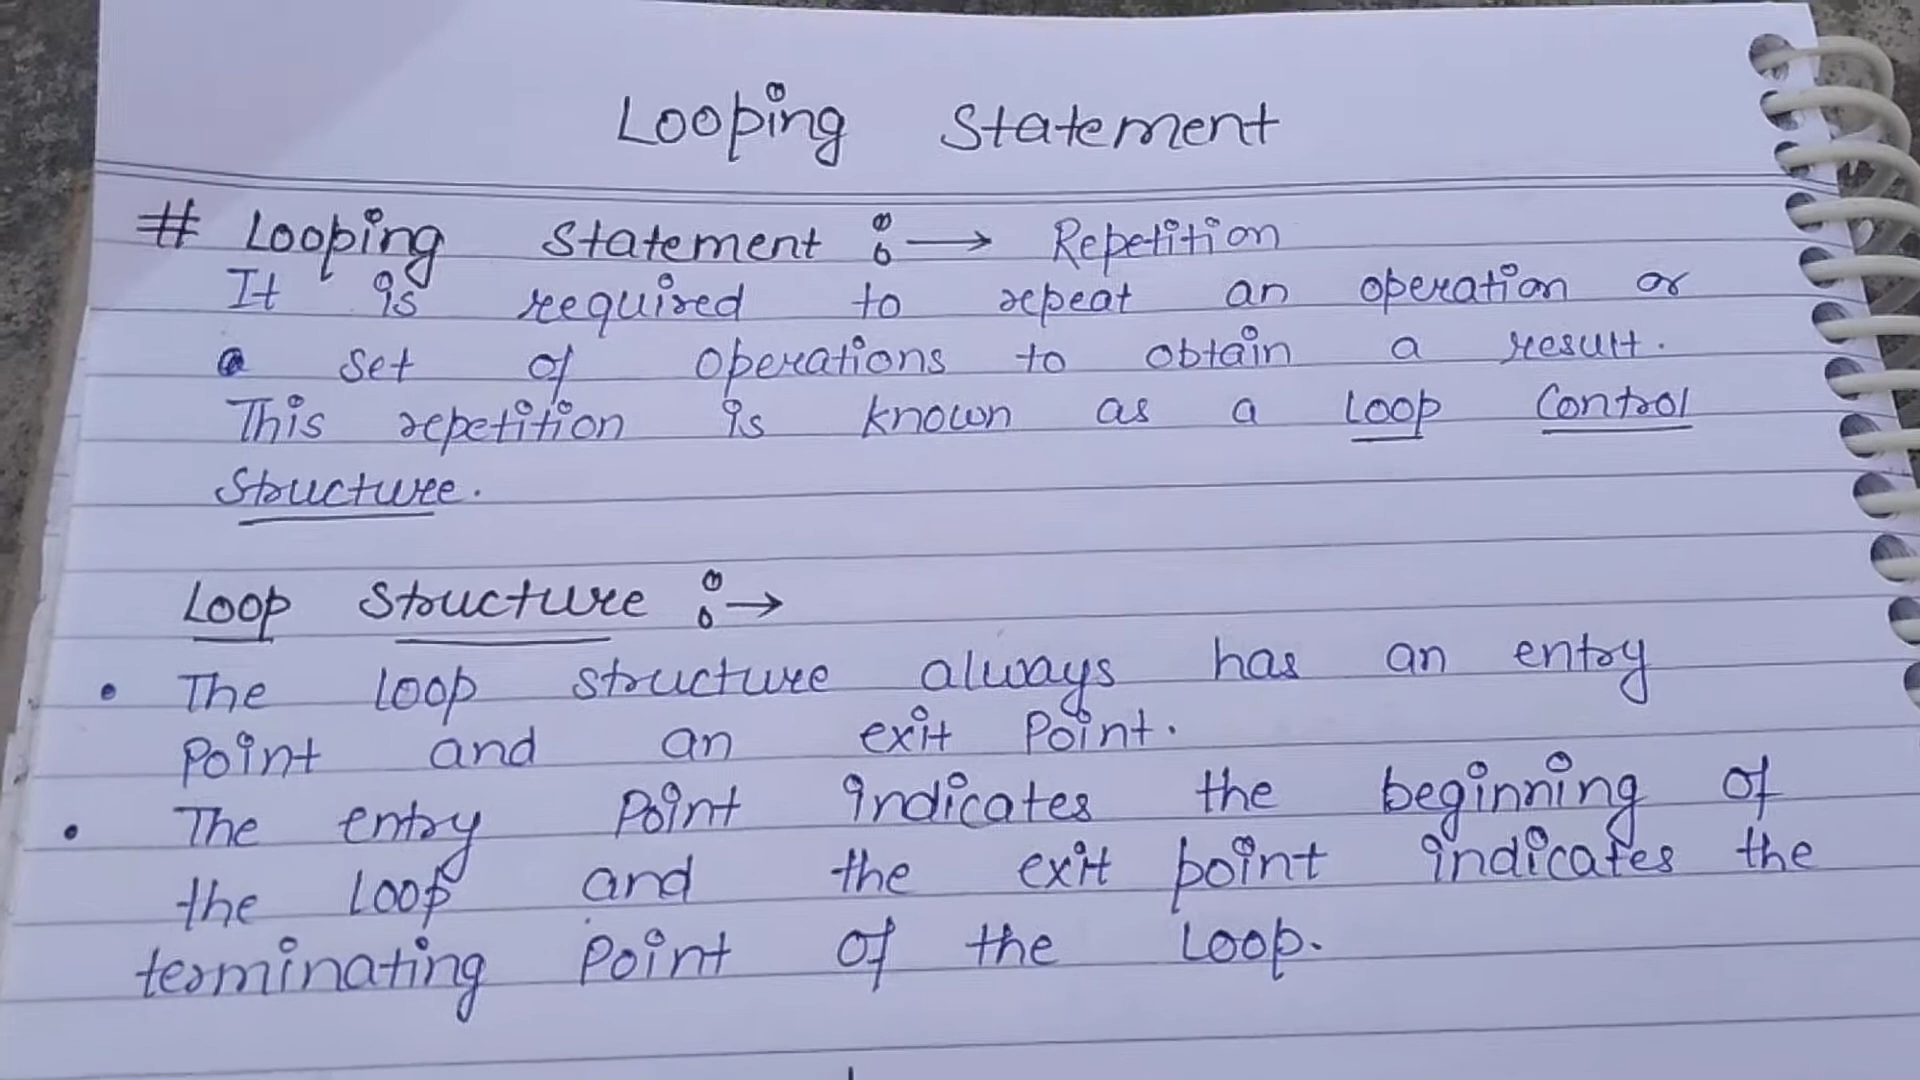 Looping Statement
# Looping Statement :→ Repetition
It is required to repeat an operation or
a set of operations to obtain a result.
This repetition is known as a Loop Control
Structure.
Loop Structure :→
• The loop structure always has an entry
Point and an exit Point.
• The entry Point indicates the beginning of
the loop and the exit point indicates the
terminating Point of the Loop.